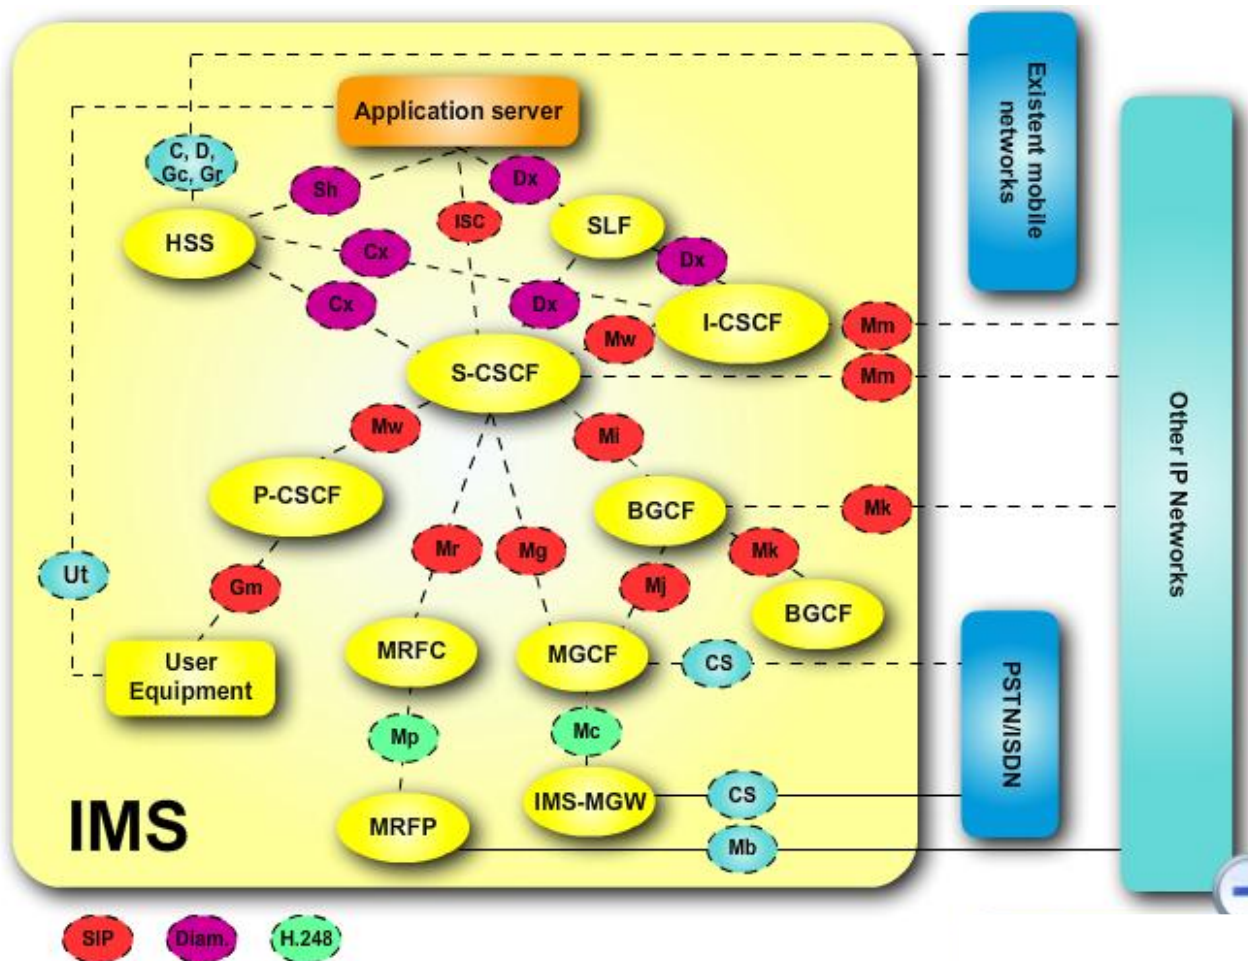 Existent mobile
networks
Application server
C, D,
Gc, Gr
Sh
Dx
ISC
SLF
HSS
Cx
Dx
Cx
Dx
I-CSCF
Mm
Mw
S-CSCF
Mm
Other IP Networks
Mw
Mi
P-CSCF
BGCF
Mk
Mr
Mg
Mk
Ut
Gm
Mj
BGCF
User
Equipment
MRFC
MGCF
CS
PSTN/ISDN
Mp
Mc
IMS-MGW
CS
IMS
MRFP
Mb
SIP
Diam.
H.248